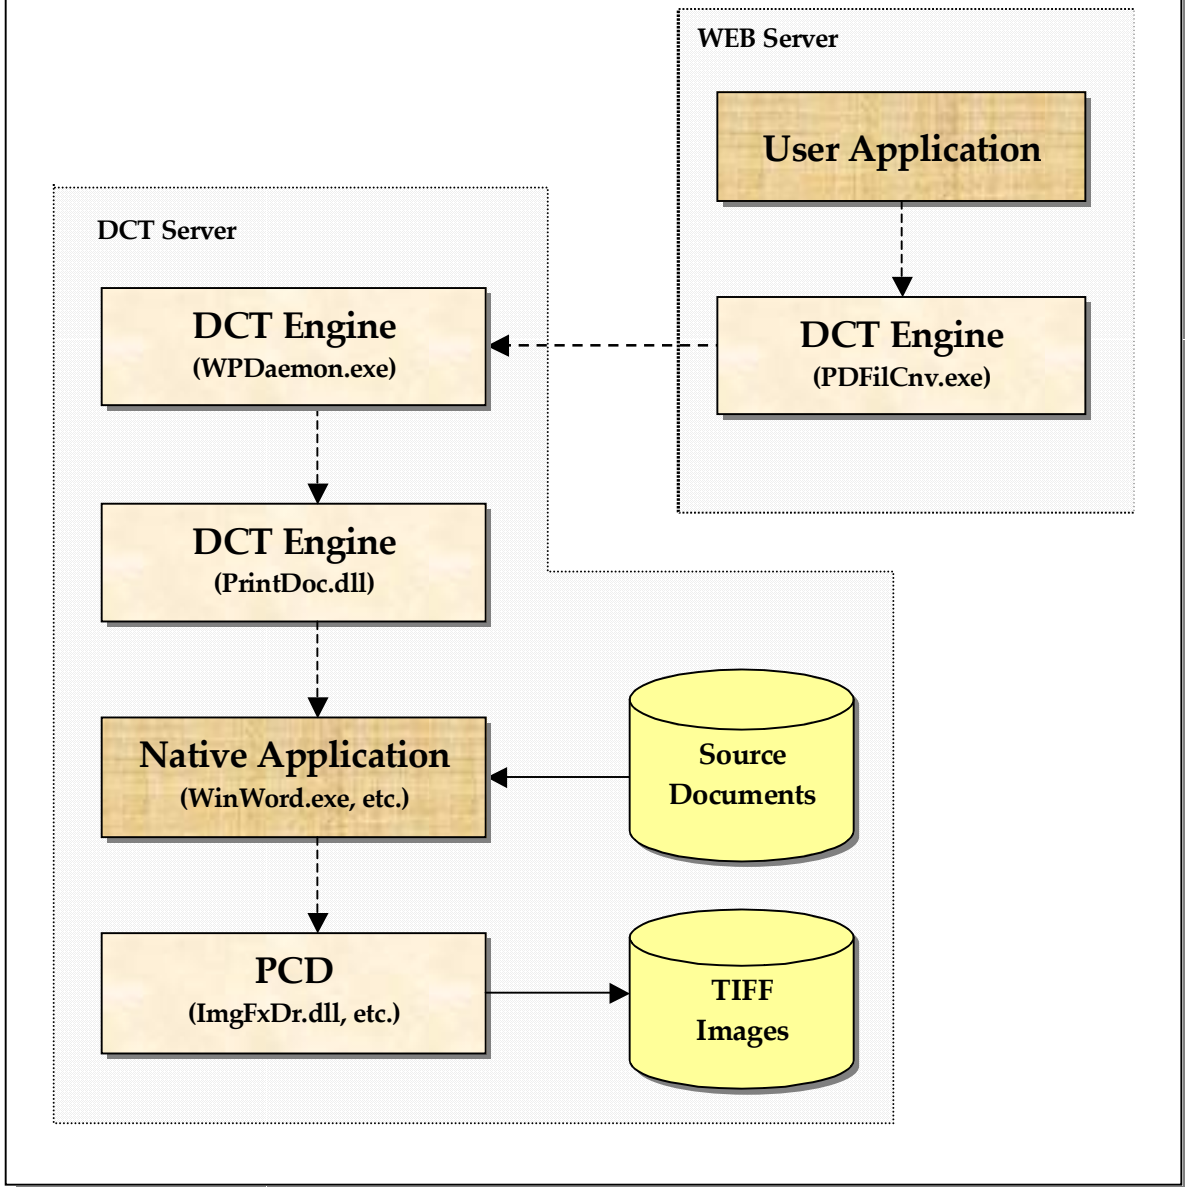 WEB Server
User Application
DCT Engine
(PDFilCnv.exe)
DCT Server
DCT Engine
(WPDaemon.exe)
DCT Engine
(PrintDoc.dll)
Native Application
(WinWord.exe, etc.)
Source
Documents
PCD
(ImgFxDr.dll, etc.)
TIFF
Images